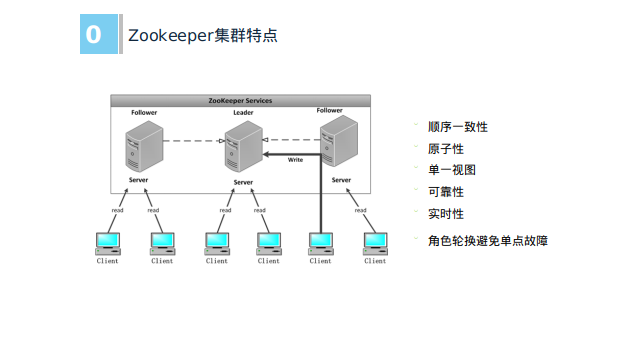 0
Zookeeper集群特点
ZooKeeper Services
Follower
Leader
Follower
Write
Server
Server
Server
read
read
read
read
read
Client
Client
Client
Client
Client
Client
顺序一致性
原子性
单一视图
可靠性
实时性
角色轮换避免单点故障